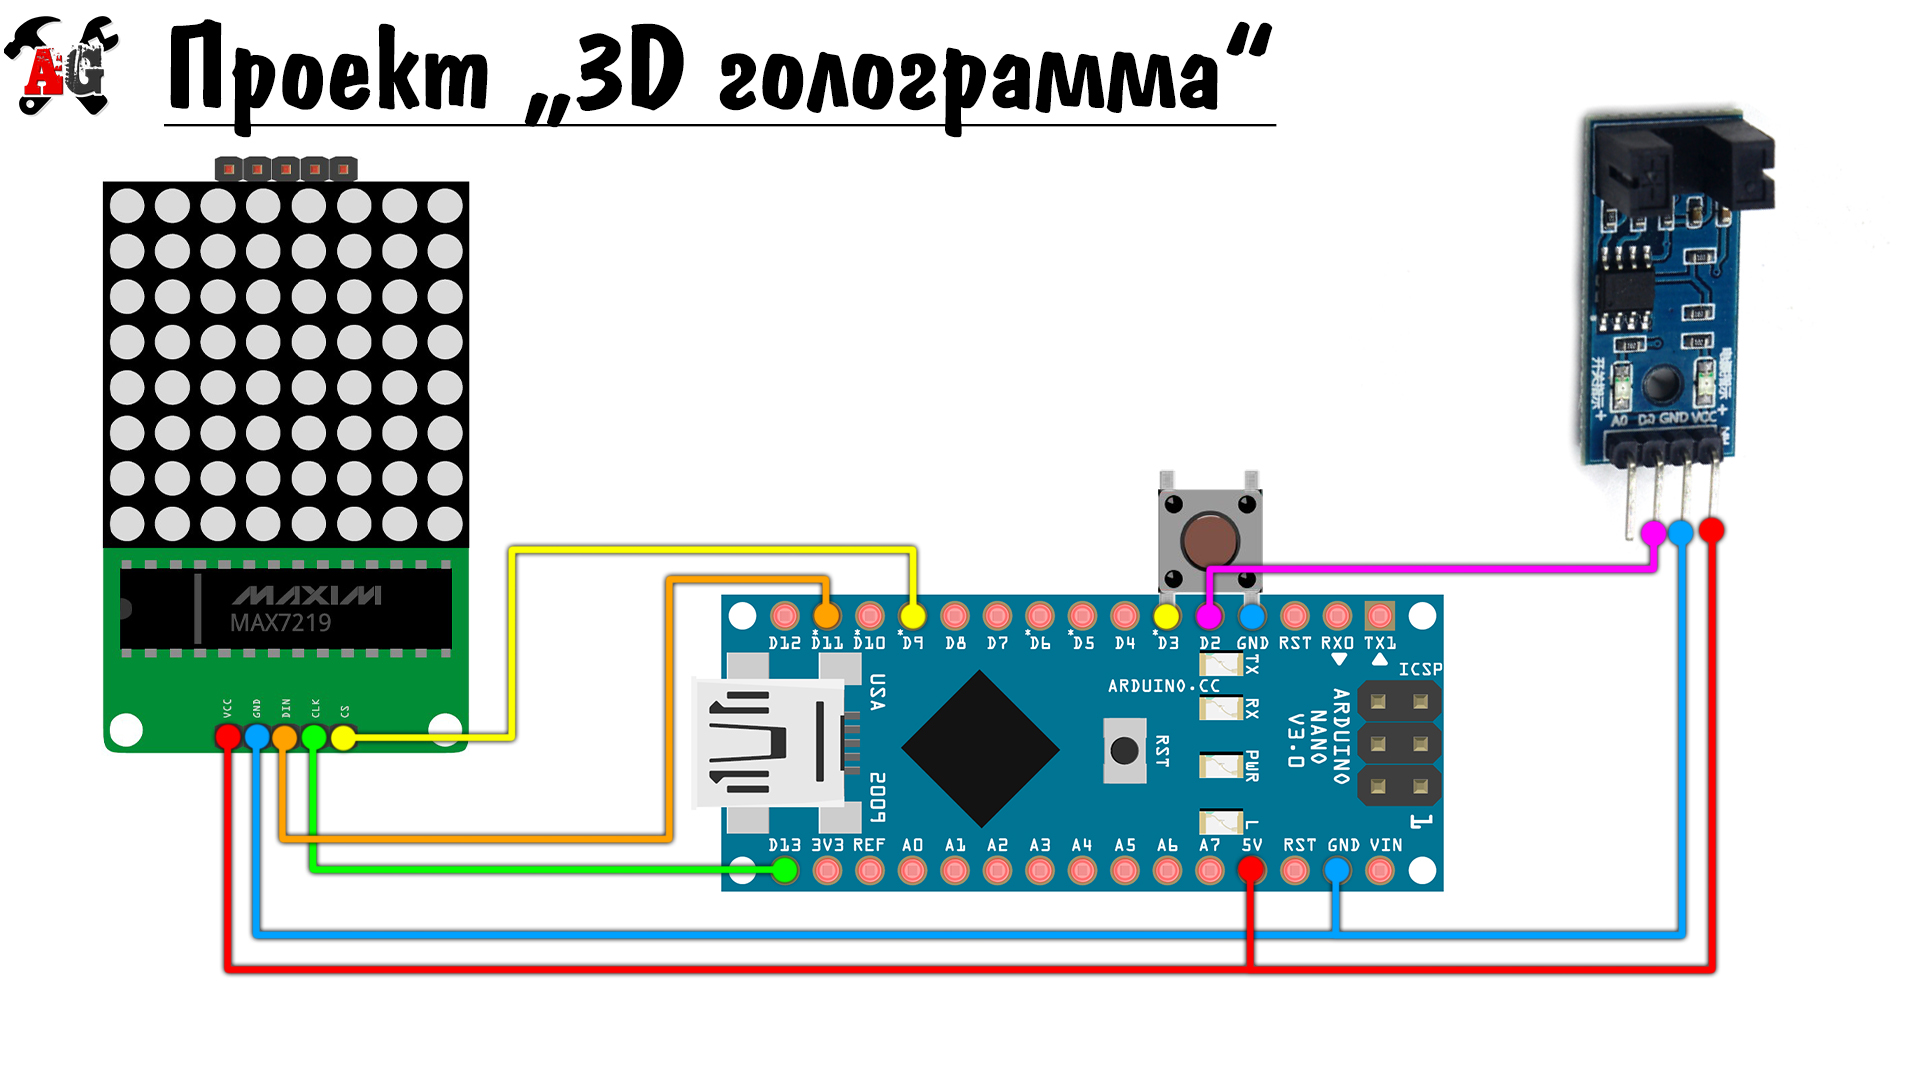 AG
Проект „3D голограмма“
MAXIM
MAX7219
VCC GND DIN CLK CS
A0 D0 GND VCC
D12 *D11 *D10 *D9 D8 D7 *D6 *D5 D4 *D3 D2 GND RST RX0 TX1
ICSP
ARDUINO.CC
TX
RX
PWR
L
USA
2009
RST
ARDUINO
NANO
V3.0
1
D13 3V3 REF A0 A1 A2 A3 A4 A5 A6 A7 5V RST GND VIN